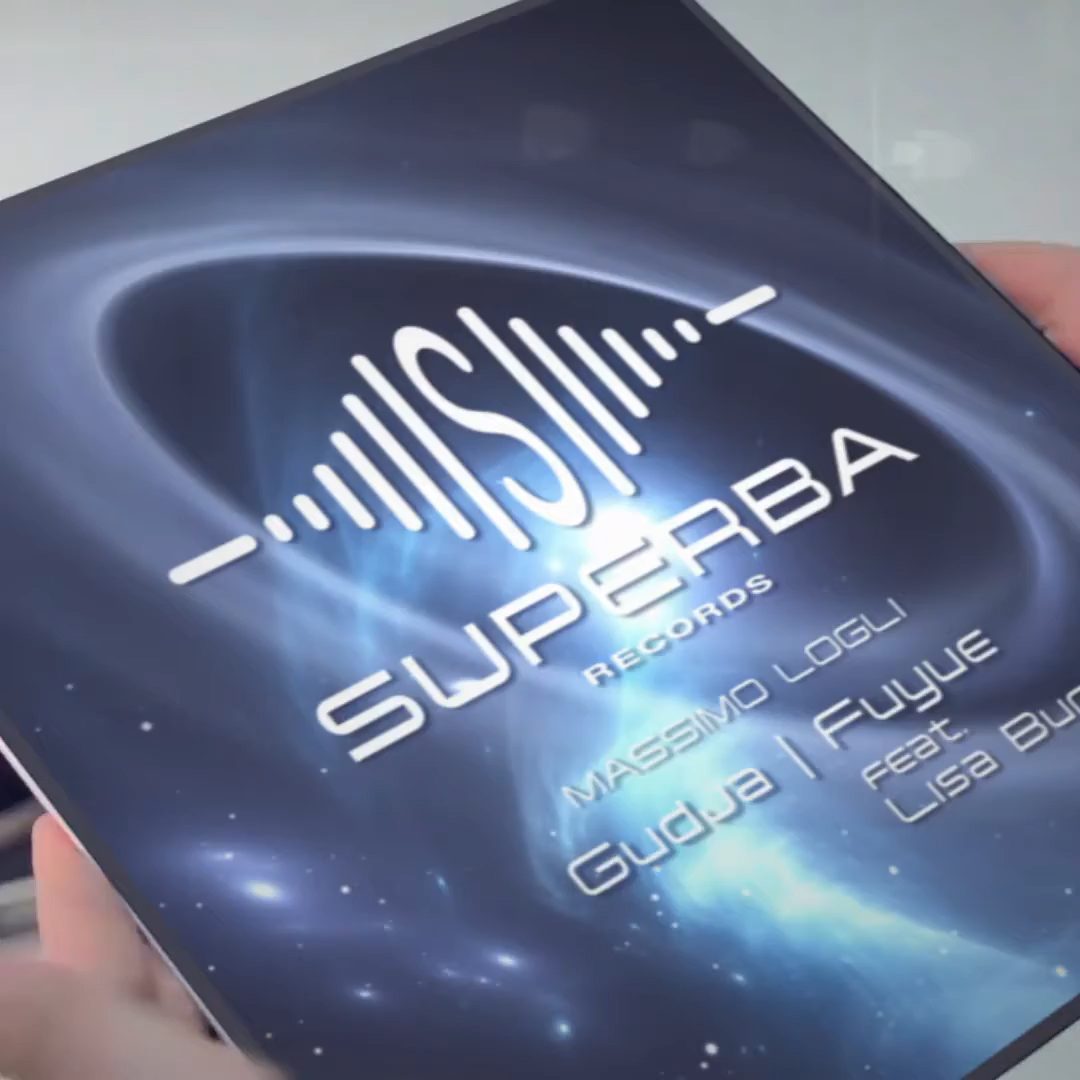 S
SUPERBA
RECORDS
MASSIMO LOGLI
Gudja | Fuyue
Feat.
Lisa